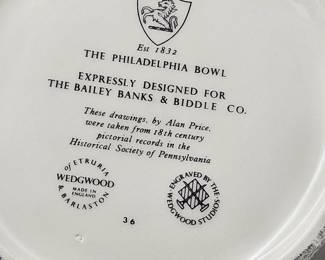 Est 1832
THE PHILADELPHIA BOWL
EXPRESSLY DESIGNED FOR
THE BAILEY BANKS & BIDDLE CO.
These drawings, by Alan Price,
were taken from 18th century
pictorial records in the
Historical Society of Pennsylvania
OF ETRURIA
WEDGWOOD
MADE IN
ENGLAND
& BARLASTON
ENGRAVED BY THE
WEDGWOOD STUDIOS
36